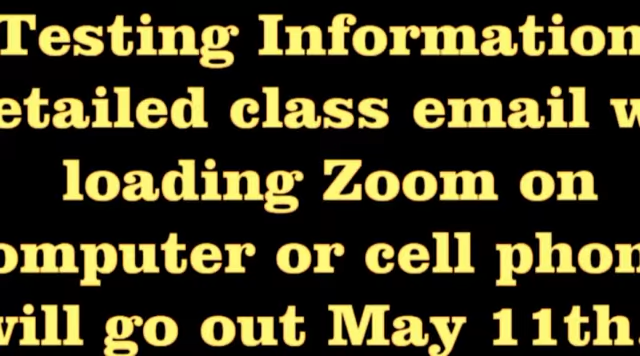 Testing Information
etailed class email w
loading Zoom on
omputer or cell phon
will go out May 11th.